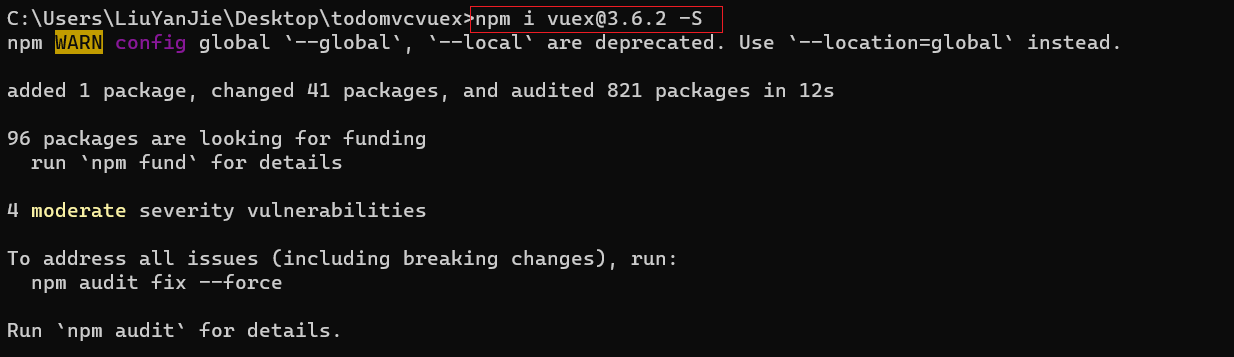 C:\Users\LiuYanJie\Desktop\todomvcvuex>npm i vuex@3.6.2 -S
npm WARN config global `--global`, `--local` are deprecated. Use `--location=global` instead.
added 1 package, changed 41 packages, and audited 821 packages in 12s
96 packages are looking for funding
  run `npm fund` for details
4 moderate severity vulnerabilities
To address all issues (including breaking changes), run:
  npm audit fix --force
Run `npm audit` for details.